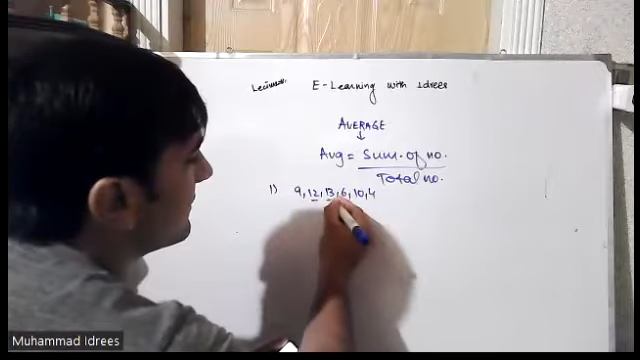 E-Learning with Idrees
AVERAGE
Avg = Sum. of no.
Total no.
1) 9, 12, 13, 6, 10, 4
Muhammad Idrees